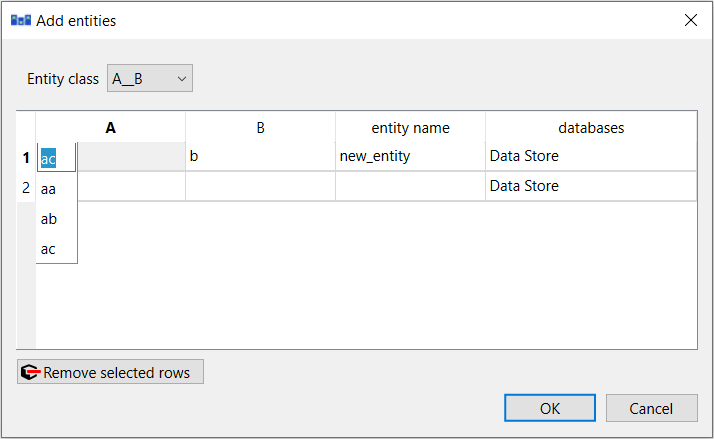 Add entities
Entity class A__B
A B entity name databases
1 ac b new_entity Data Store
2 aa Data Store
ab
ac
Remove selected rows
OK Cancel